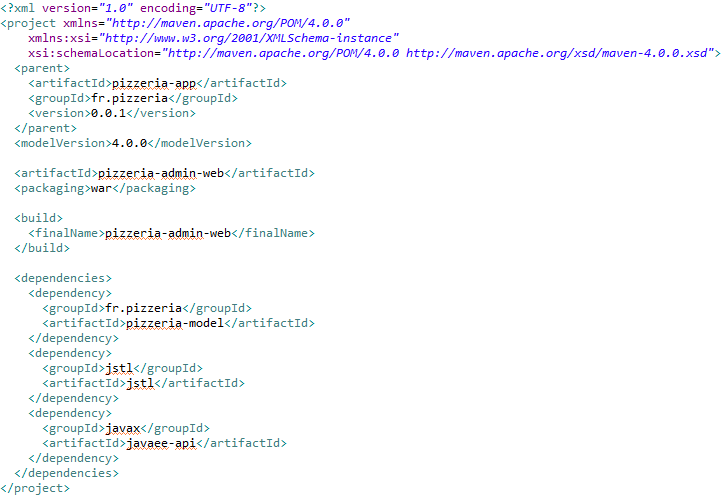 <?xml version="1.0" encoding="UTF-8"?>
<project xmlns="http://maven.apache.org/POM/4.0.0"
    xmlns:xsi="http://www.w3.org/2001/XMLSchema-instance"
    xsi:schemaLocation="http://maven.apache.org/POM/4.0.0 http://maven.apache.org/xsd/maven-4.0.0.xsd">
  <parent>
    <artifactId>pizzeria-app</artifactId>
    <groupId>fr.pizzeria</groupId>
    <version>0.0.1</version>
  </parent>
  <modelVersion>4.0.0</modelVersion>

  <artifactId>pizzeria-admin-web</artifactId>
  <packaging>war</packaging>

  <build>
    <finalName>pizzeria-admin-web</finalName>
  </build>

  <dependencies>
    <dependency>
      <groupId>fr.pizzeria</groupId>
      <artifactId>pizzeria-model</artifactId>
    </dependency>
    <dependency>
      <groupId>jstl</groupId>
      <artifactId>jstl</artifactId>
    </dependency>
    <dependency>
      <groupId>javax</groupId>
      <artifactId>javaee-api</artifactId>
    </dependency>
  </dependencies>
</project>